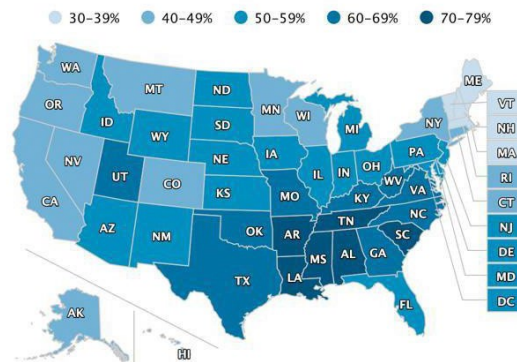 30-39% 40-49% 50-59% 60-69% 70-79%
WA
MT
ND
MN
ME
VT
OR
ID
SD
WI
NY
NH
WY
MI
MA
NV
NE
IA
PA
RI
UT
CO
IL
IN
OH
WV
CT
CA
KS
MO
KY
VA
NJ
AZ
NM
OK
AR
TN
NC
DE
SC
MD
TX
LA
MS
AL
GA
DC
AK
FL
HI